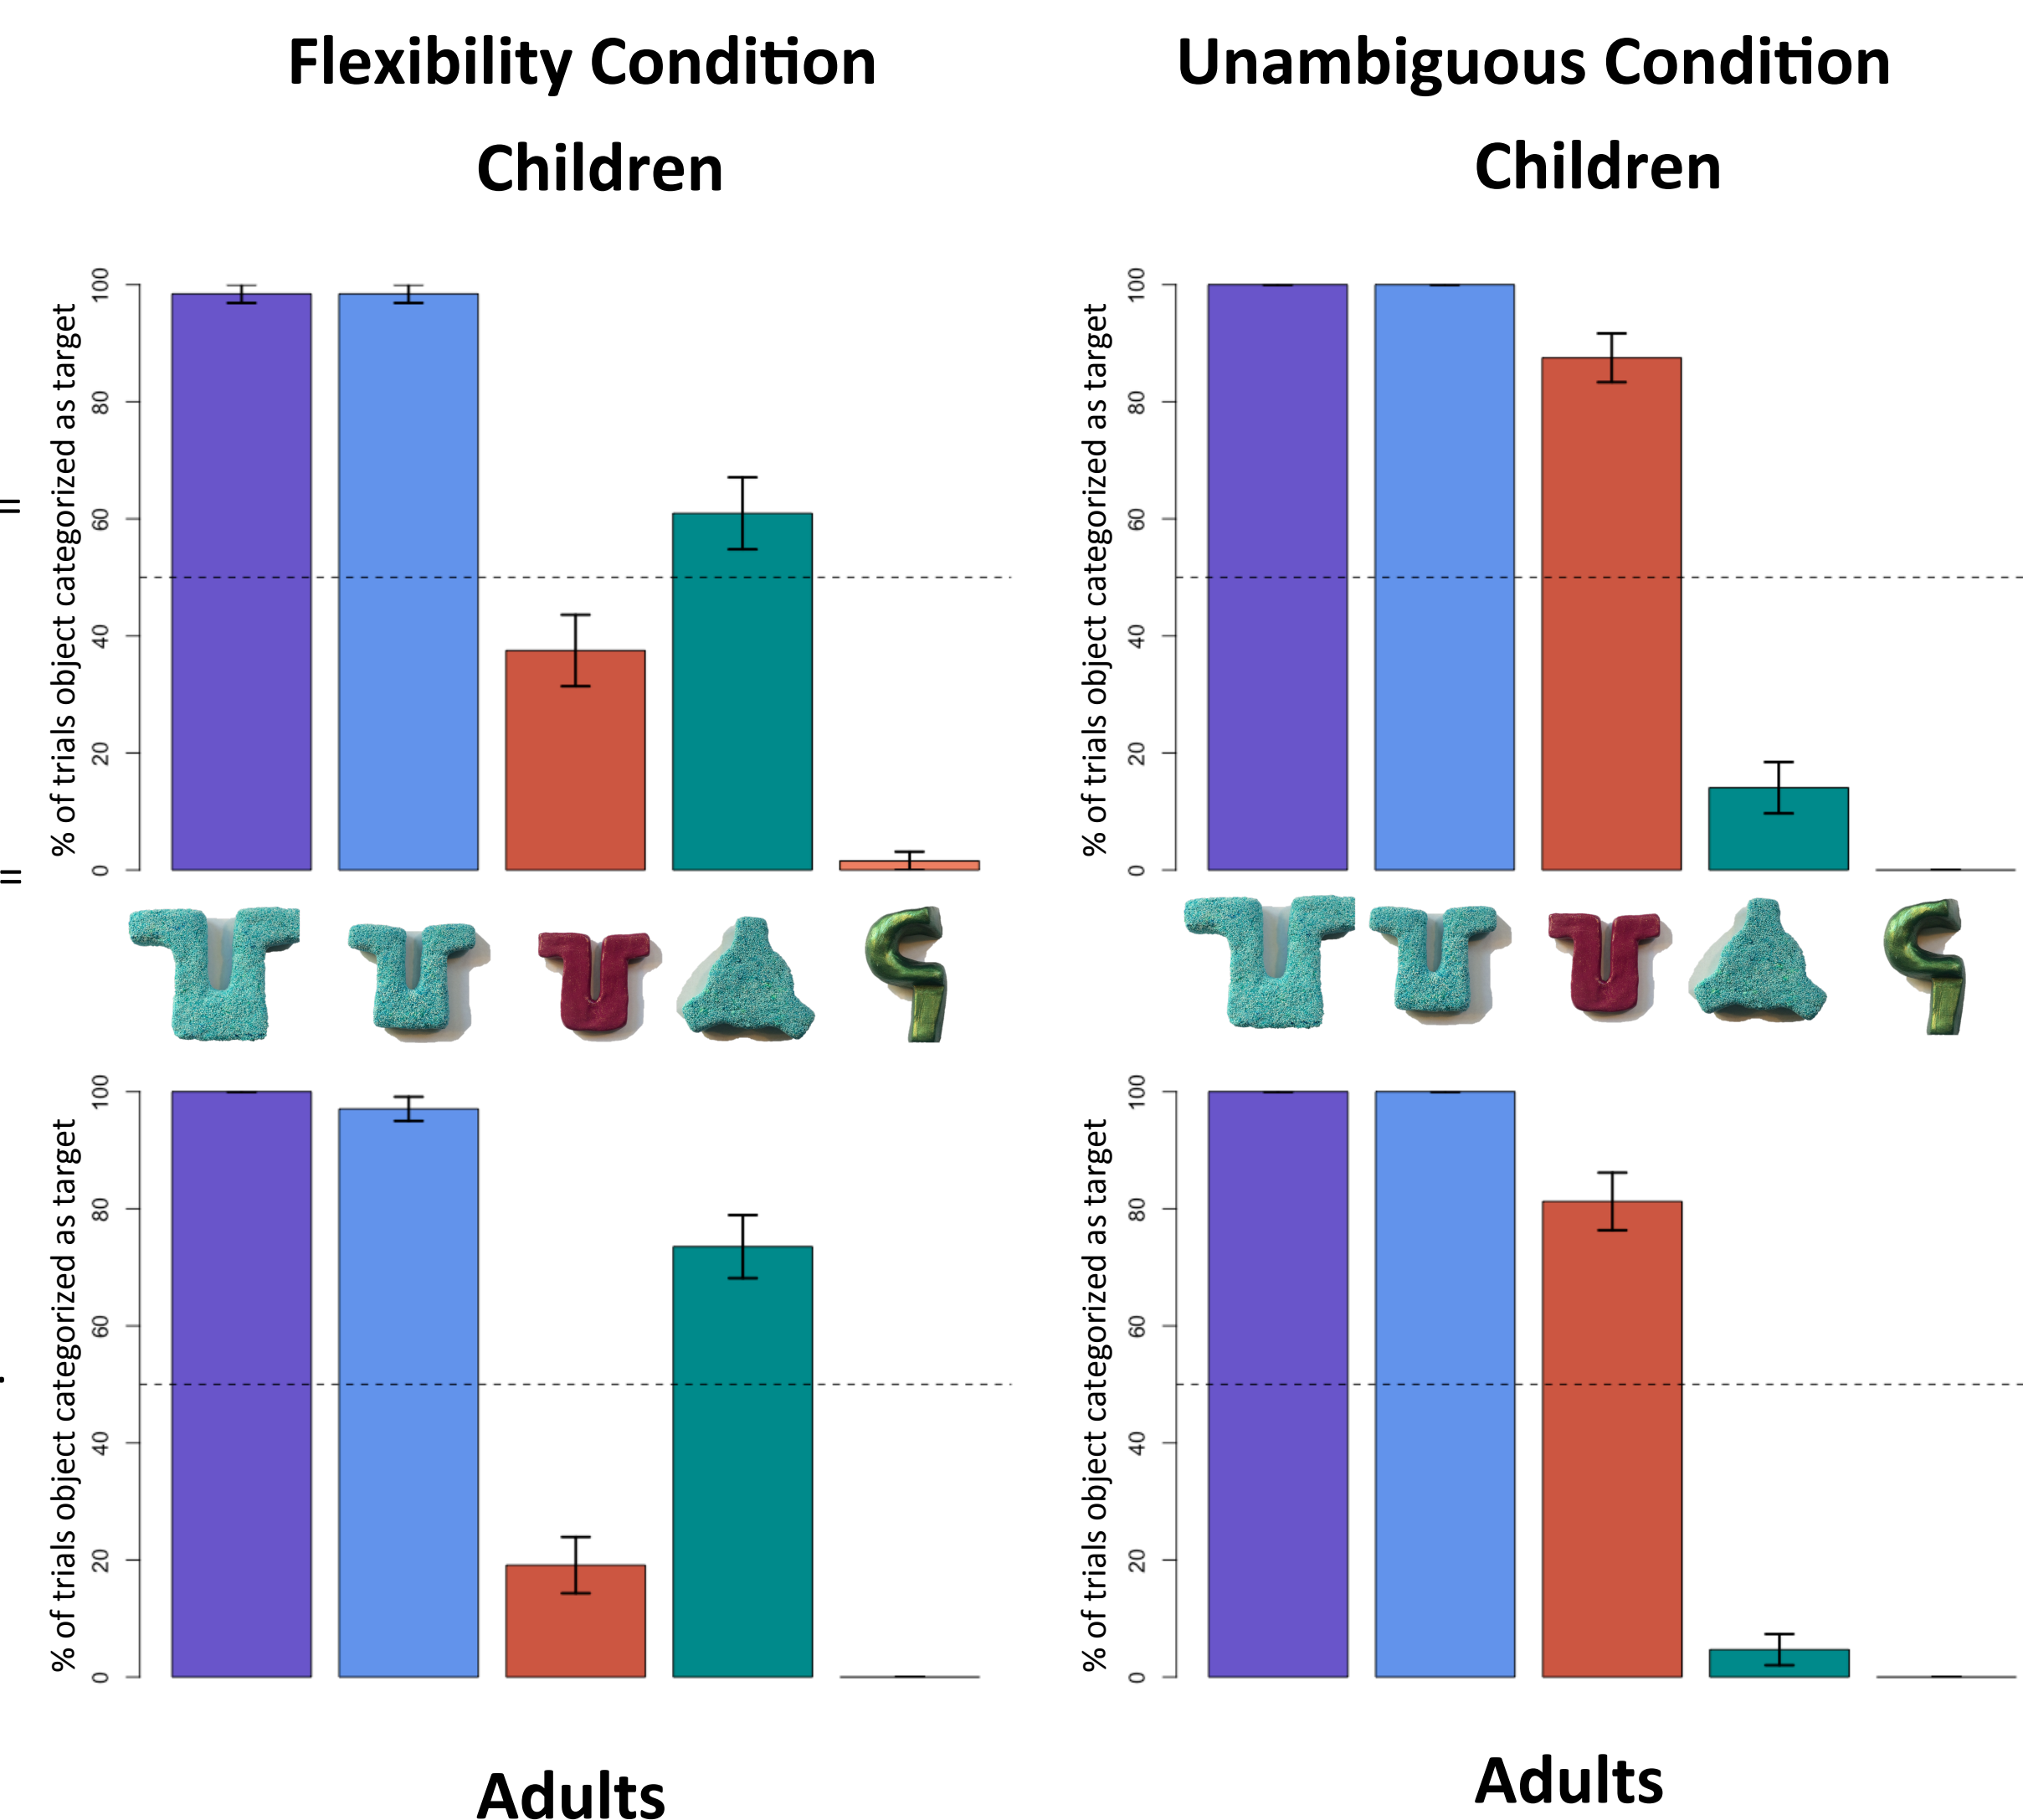 Flexibility Condition
Unambiguous Condition
Children
Children
% of trials object categorized as target
0 20 40 60 80 100
% of trials object categorized as target
0 20 40 60 80 100
% of trials object categorized as target
0 20 40 60 80 100
% of trials object categorized as target
0 20 40 60 80 100
Adults
Adults